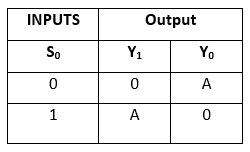 INPUTS Output
S₀ Y₁ Y₀
0 0 A
1 A 0